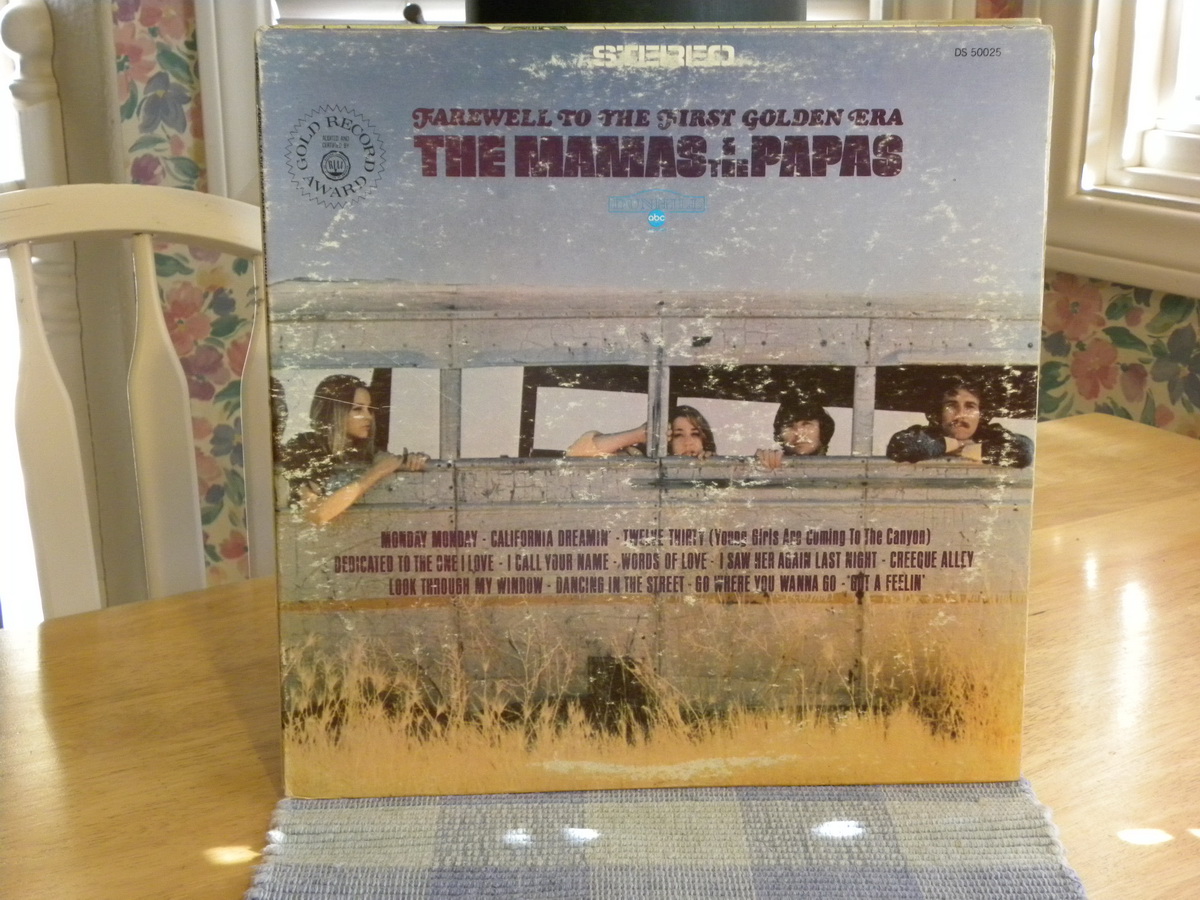 STEREO
DS 50025
FAREWELL TO THE FIRST GOLDEN ERA
THE MAMAS & THE PAPAS
GOLD RECORD AWARD
CERTIFIED BY
RIAA
abc
MONDAY MONDAY - CALIFORNIA DREAMIN' - TWELVE THIRTY (Young Girls Are Coming To The Canyon)
DEDICATED TO THE ONE I LOVE - I CALL YOUR NAME - WORDS OF LOVE - I SAW HER AGAIN LAST NIGHT - CREEQUE ALLEY
LOOK THROUGH MY WINDOW - DANCING IN THE STREET - GO WHERE YOU WANNA GO - 'GOT A FEELIN'